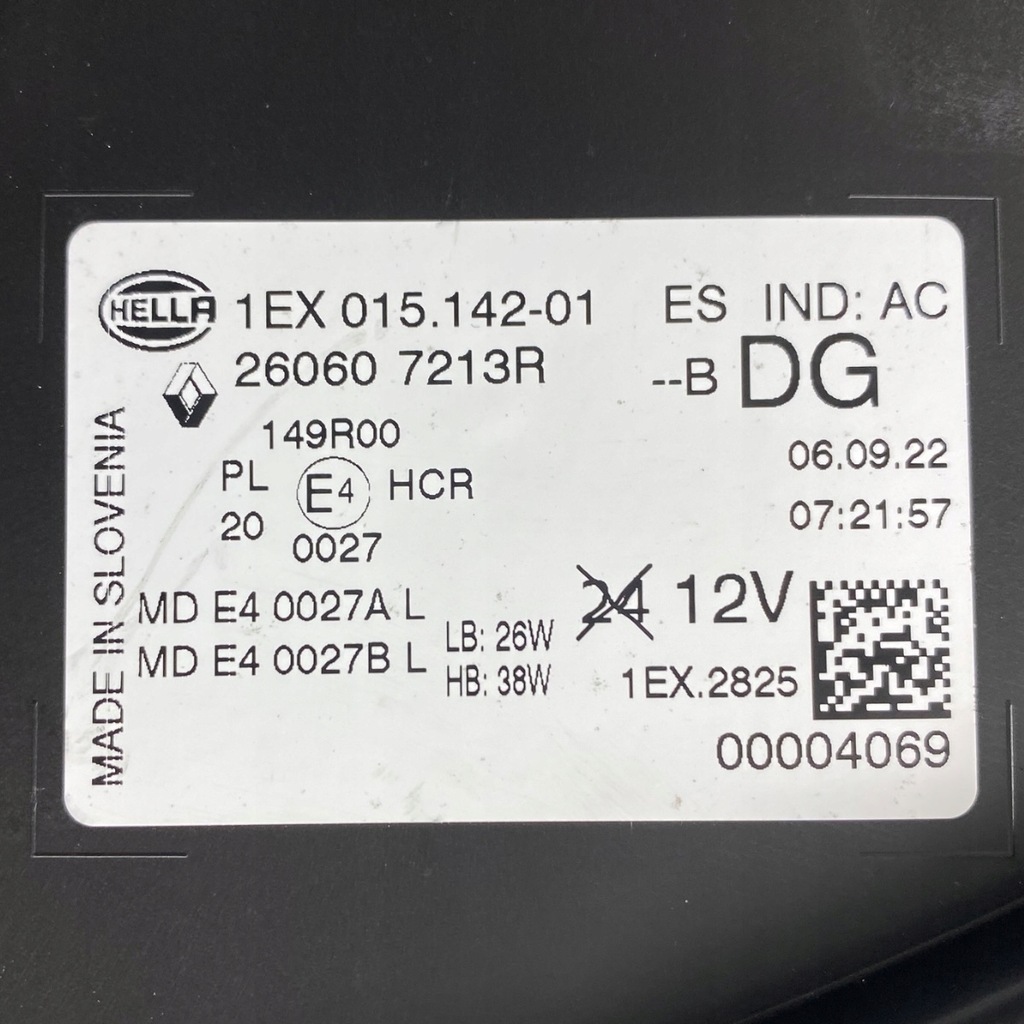 HELLA 1EX 015.142-01 ES IND: AC
26060 7213R --B DG
149R00
PL E4 HCR 06.09.22
20 0027 07:21:57
MD E4 0027A L LB: 26W 24 12V
MD E4 0027B L HB: 38W 1EX.2825
00004069
MADE IN SLOVENIA